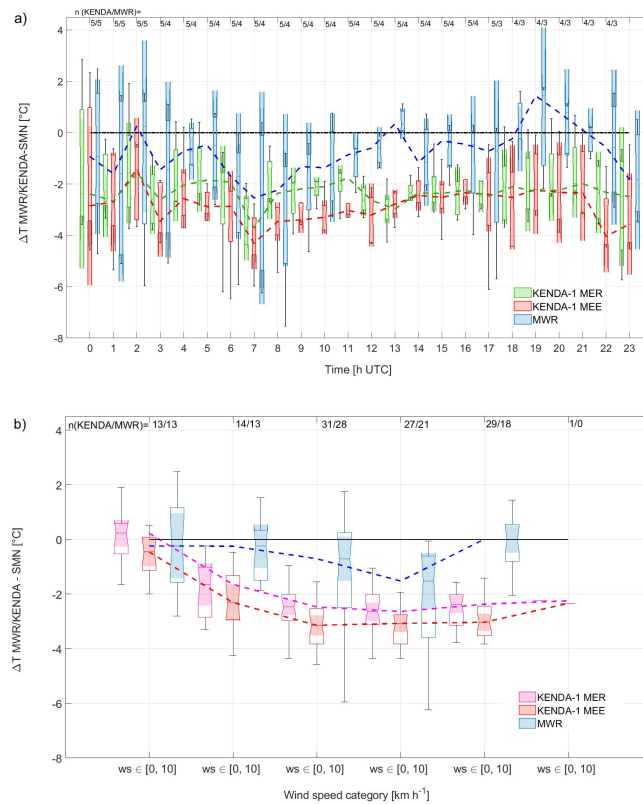 a)
n (KENDA/MWR)=
5/5 5/5 5/5 5/4 5/4 5/4 5/4 5/4 5/4 5/4 5/4 5/4 5/4 5/4 5/4 5/4 5/4 5/3 4/3 4/3 4/3 4/3 4/3
4
2
0
-2
-4
-6
-8
Δ T MWR/KENDA-SMN [°C]
KENDA-1 MER
KENDA-1 MEE
MWR
0 1 2 3 4 5 6 7 8 9 10 11 12 13 14 15 16 17 18 19 20 21 22 23
Time [h UTC]
b)
n(KENDA/MWR)= 13/13 14/13 31/28 27/21 29/18 1/0
4
2
0
-2
-4
-6
-8
Δ T MWR/KENDA - SMN [°C]
KENDA-1 MER
KENDA-1 MEE
MWR
ws ∈ [0, 10] ws ∈ [0, 10] ws ∈ [0, 10] ws ∈ [0, 10] ws ∈ [0, 10] ws ∈ [0, 10]
Wind speed category [km h⁻¹]